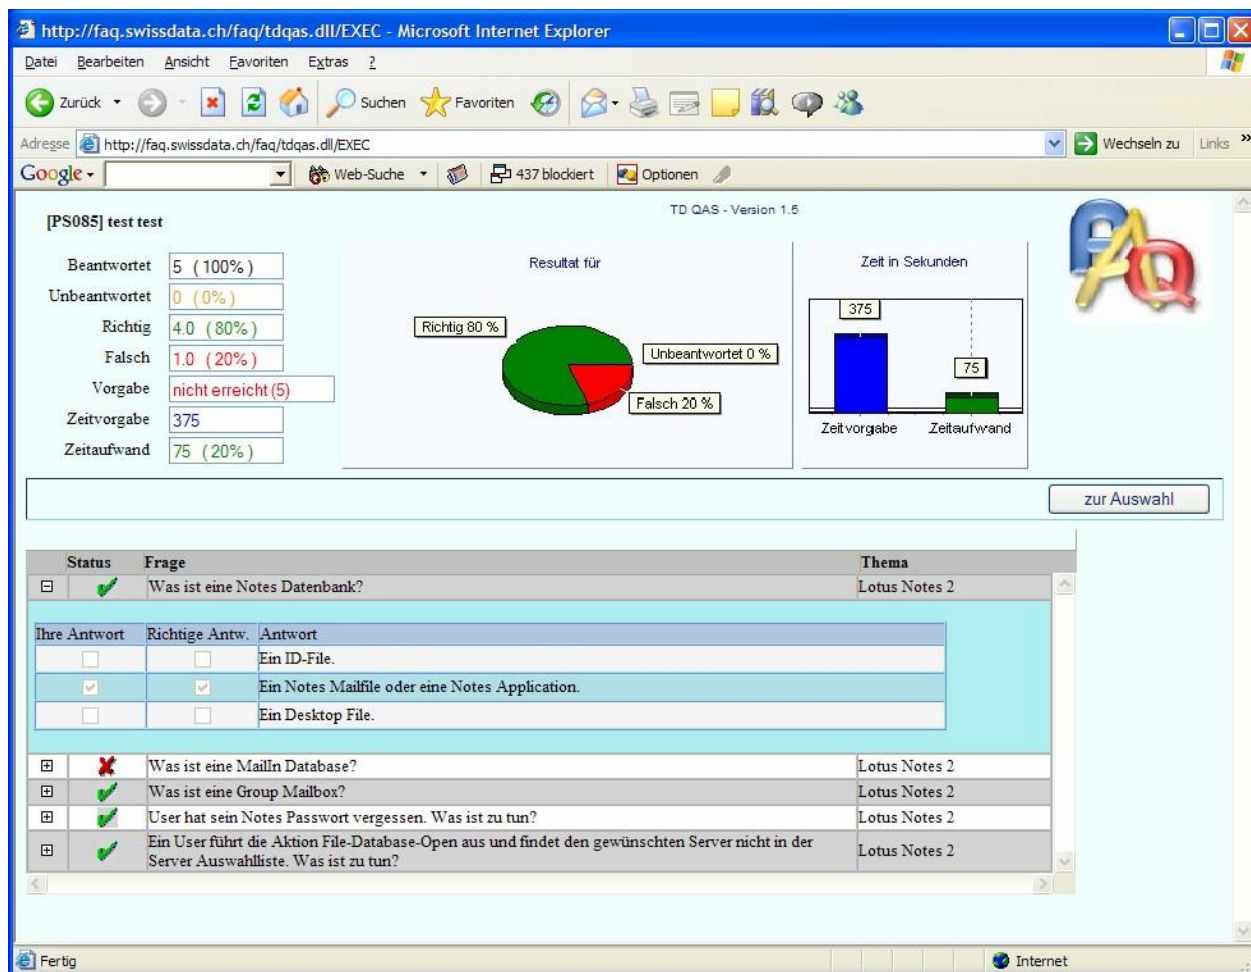 http://faq.swissdata.ch/faq/tdqas.dll/EXEC - Microsoft Internet Explorer
Datei Bearbeiten Ansicht Favoriten Extras ?
Zurück Suchen Favoriten
Adresse http://faq.swissdata.ch/faq/tdqas.dll/EXEC Wechseln zu Links »
Google Web-Suche 437 blockiert Optionen
TD QAS - Version 1.5
[PS085] test test
FAQ
Beantwortet 5 (100%)
Unbeantwortet 0 (0%)
Richtig 4.0 (80%)
Falsch 1.0 (20%)
Vorgabe nicht erreicht (5)
Zeitvorgabe 375
Zeitaufwand 75 (20%)
Resultat für
Richtig 80 %
Unbeantwortet 0 %
Falsch 20 %
Zeit in Sekunden
375
75
Zeitvorgabe Zeitaufwand
zur Auswahl
Status Frage Thema
Was ist eine Notes Datenbank? Lotus Notes 2
Ihre Antwort Richtige Antw. Antwort
Ein ID-File.
Ein Notes Mailfile oder eine Notes Application.
Ein Desktop File.
Was ist eine MailIn Database? Lotus Notes 2
Was ist eine Group Mailbox? Lotus Notes 2
User hat sein Notes Passwort vergessen. Was ist zu tun? Lotus Notes 2
Ein User führt die Aktion File-Database-Open aus und findet den gewünschten Server nicht in der
Server Auswahlliste. Was ist zu tun? Lotus Notes 2
Fertig Internet